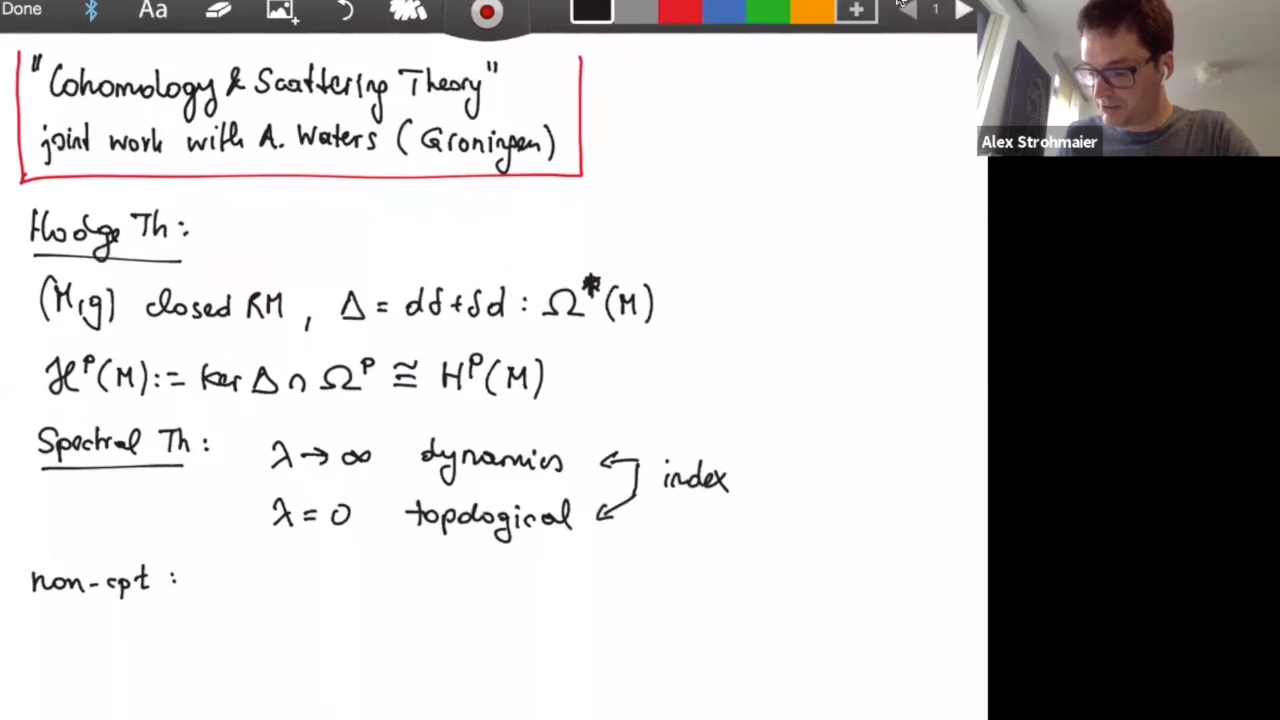 Done Aa 1
"Cohomology & Scattering Theory"
joint work with A. Waters (Groningen)
Alex Strohmaier
Hodge Th:
(M,g) closed RM, Δ = dδ+δd : Ω*(M)
ℋᵖ(M) := ker Δ ∩ Ωᵖ ≅ Hᵖ(M)
Spectral Th: λ → ∞ dynamics
index
λ = 0 topological
non-cpt :